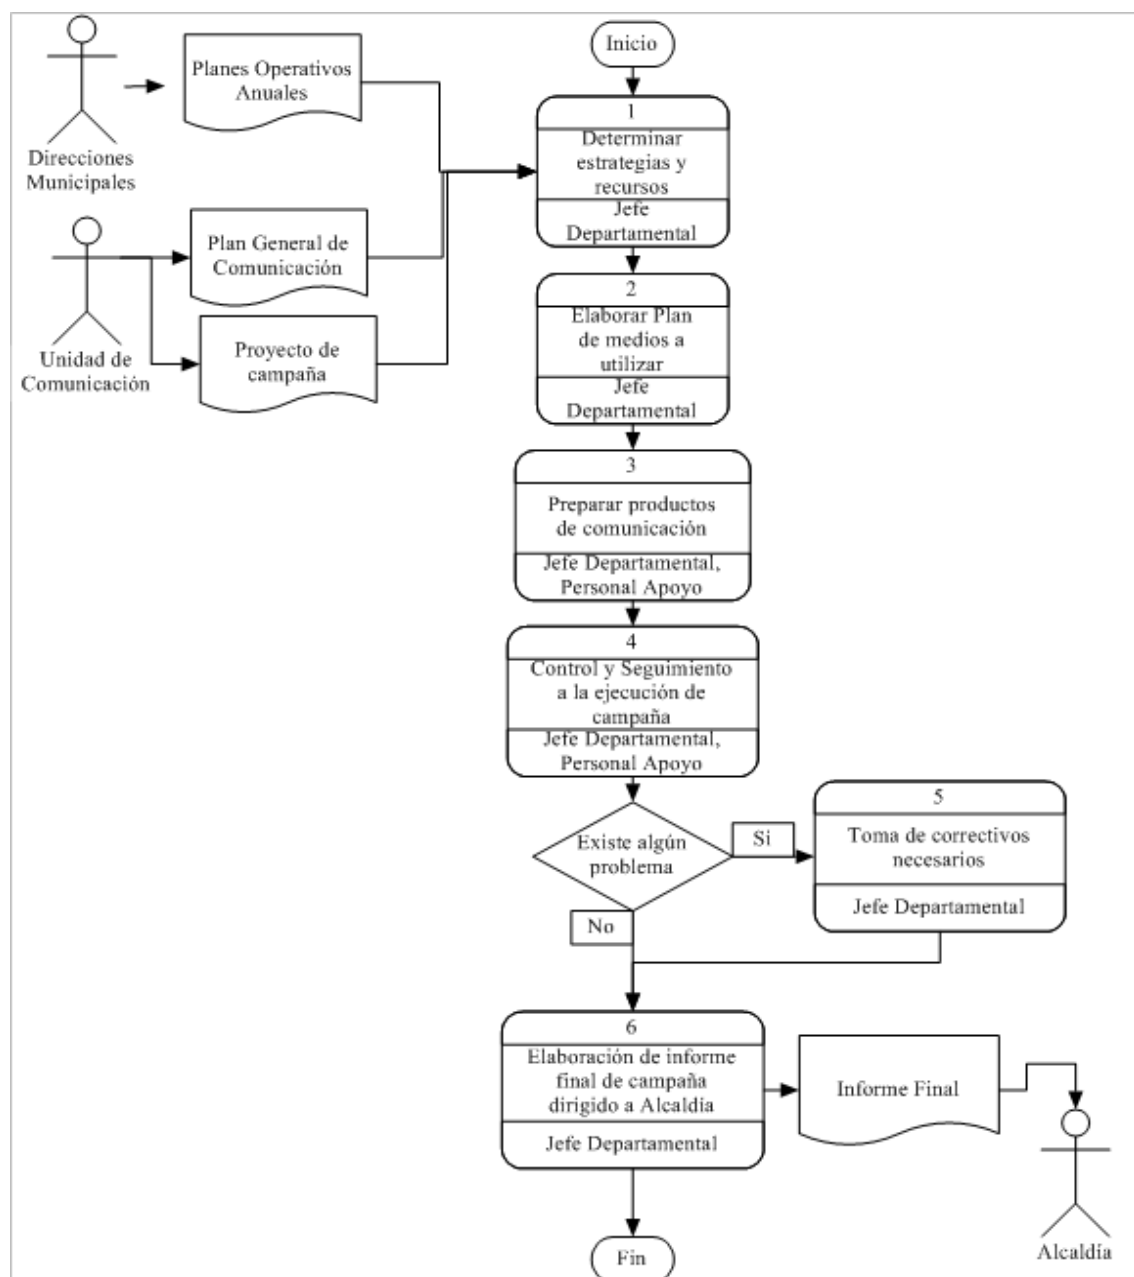 Inicio
Planes Operativos
Anuales
Direcciones
Municipales
1
Determinar
estrategias y
recursos
Jefe
Departamental
Plan General de
Comunicación
Unidad de
Comunicación
Proyecto de
campaña
2
Elaborar Plan
de medios a
utilizar
Jefe
Departamental
3
Preparar productos
de comunicación
Jefe Departamental,
Personal Apoyo
4
Control y Seguimiento
a la ejecución de
campaña
Jefe Departamental,
Personal Apoyo
Existe algún
problema
Si
5
Toma de correctivos
necesarios
Jefe Departamental
No
6
Elaboración de informe
final de campaña
dirigido a Alcaldía
Jefe Departamental
Informe Final
Alcaldía
Fin